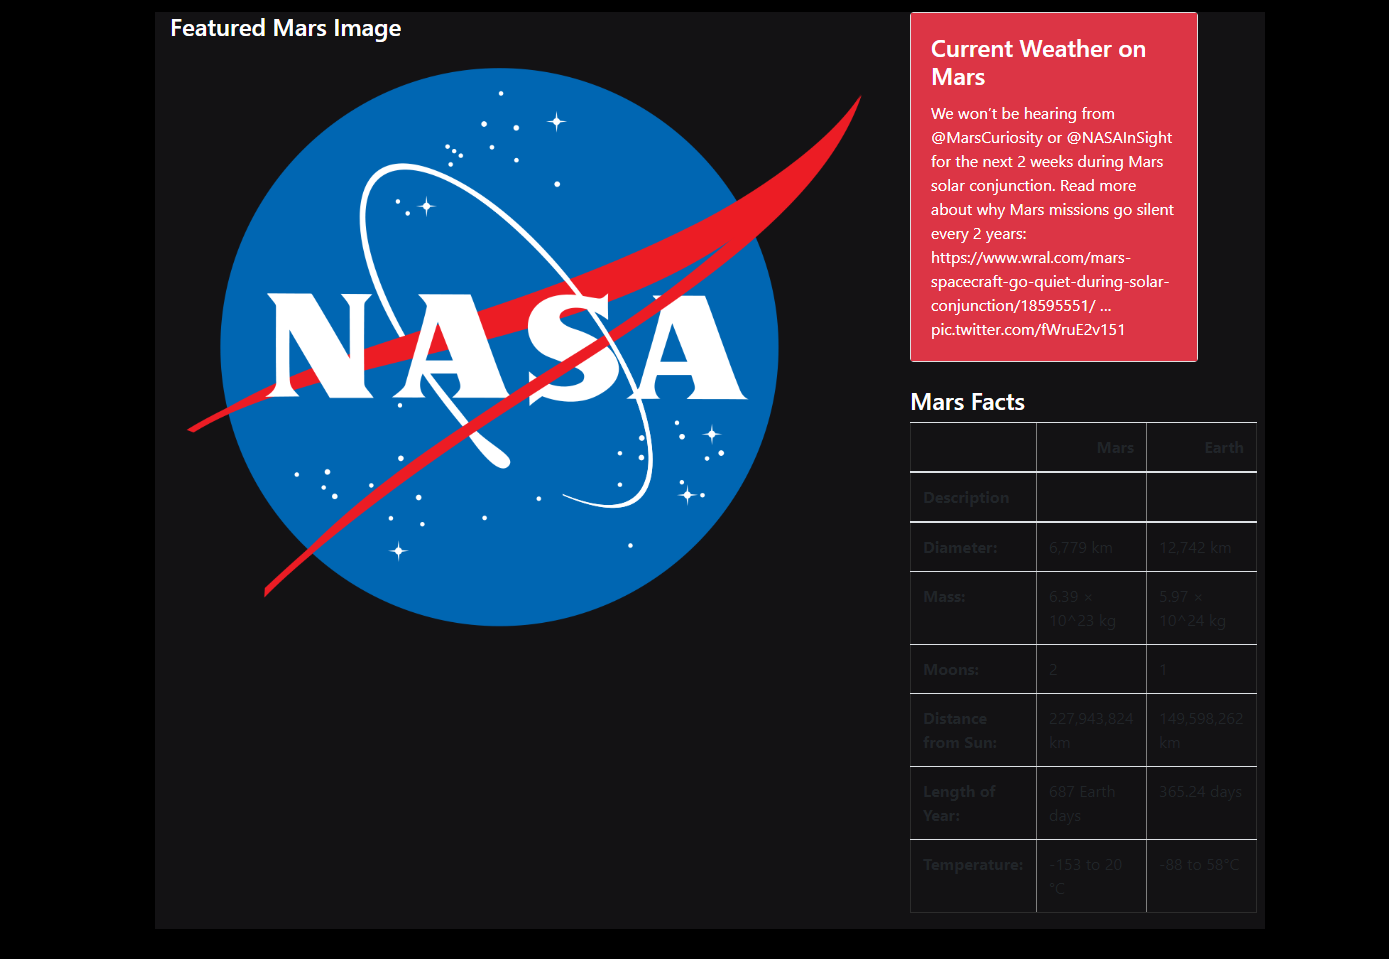 Featured Mars Image
NASA
Current Weather on
Mars
We won't be hearing from
@MarsCuriosity or @NASAInSight
for the next 2 weeks during Mars
solar conjunction. Read more
about why Mars missions go silent
every 2 years:
https://www.wral.com/mars-
spacecraft-go-quiet-during-solar-
conjunction/18595551/ ...
pic.twitter.com/fWruE2v151
Mars Facts
Mars Earth
Description
Diameter: 6,779 km 12,742 km
Mass: 6.39 × 5.97 ×
10^23 kg 10^24 kg
Moons: 2 1
Distance 227,943,824 149,598,262
from Sun: km km
Length of 687 Earth 365.24 days
Year: days
Temperature: -153 to 20 -88 to 58°C
°C